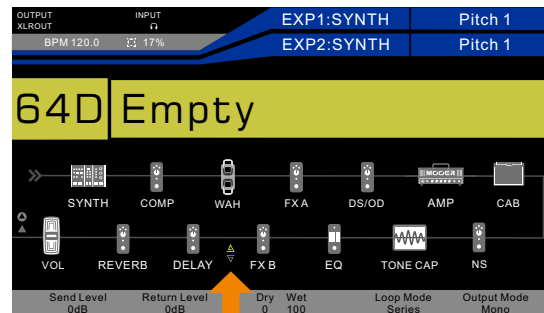 OUTPUT INPUT EXP1:SYNTH Pitch 1
XLROUT
BPM 120.0 17% EXP2:SYNTH Pitch 1
64D Empty
MOOER
SYNTH COMP WAH FX A DS/OD AMP CAB
VOL REVERB DELAY FX B EQ TONE CAP NS
Send Level Return Level Dry Wet Loop Mode Output Mode
0dB 0dB 0 100 Series Mono